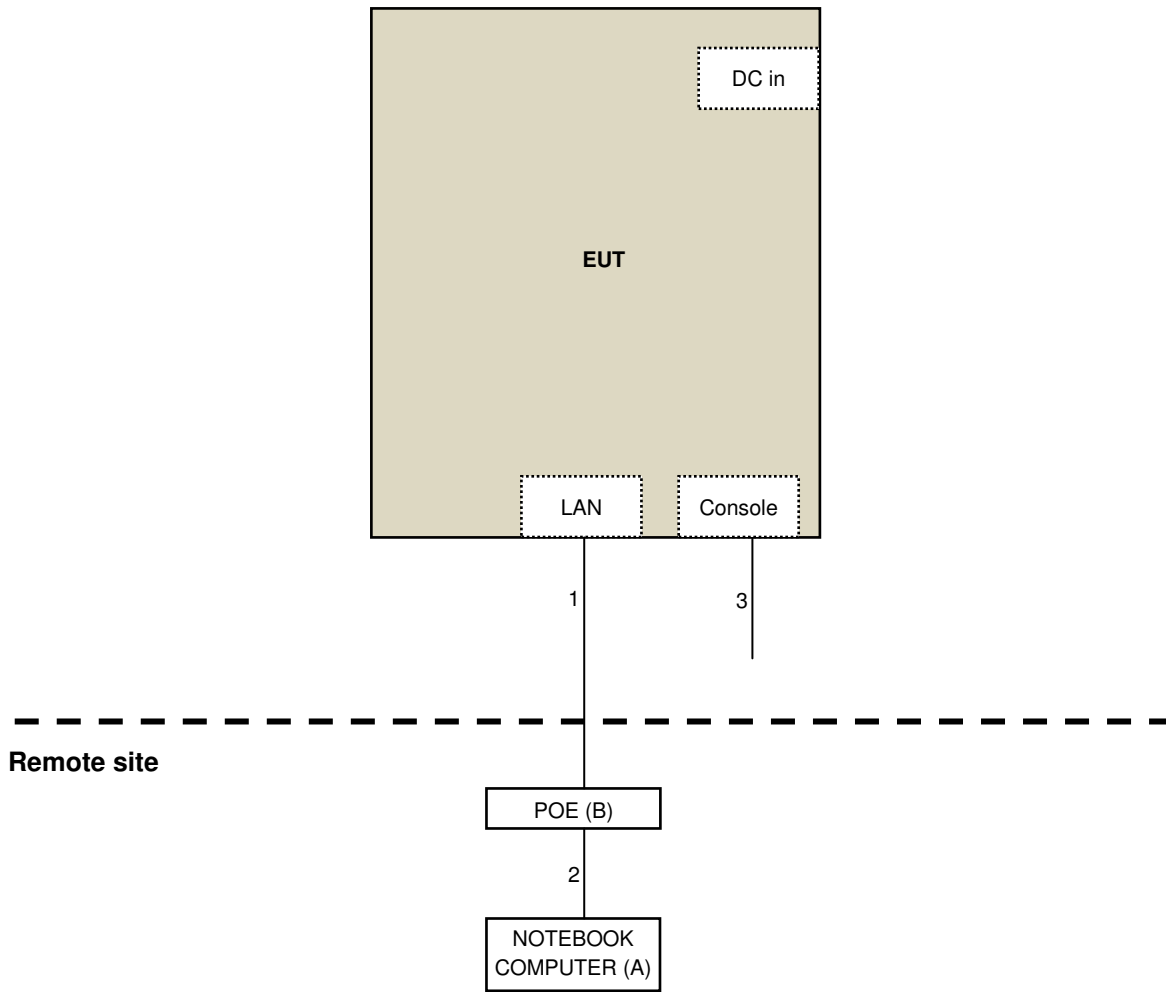 DC in
EUT
LAN
Console
1
3
Remote site
POE (B)
2
NOTEBOOK
COMPUTER (A)